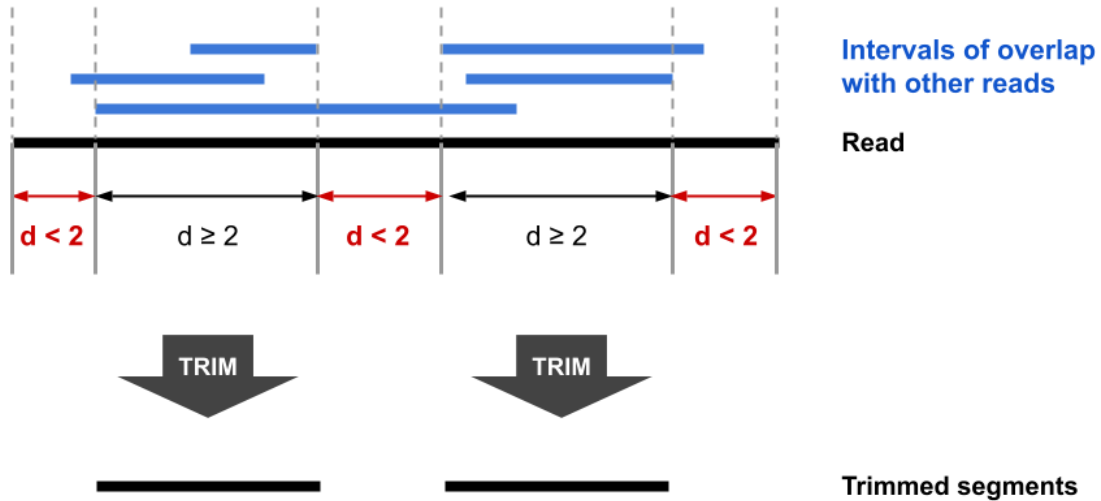 Intervals of overlap
with other reads
Read
d < 2
d ≥ 2
d < 2
d ≥ 2
d < 2
TRIM
TRIM
Trimmed segments